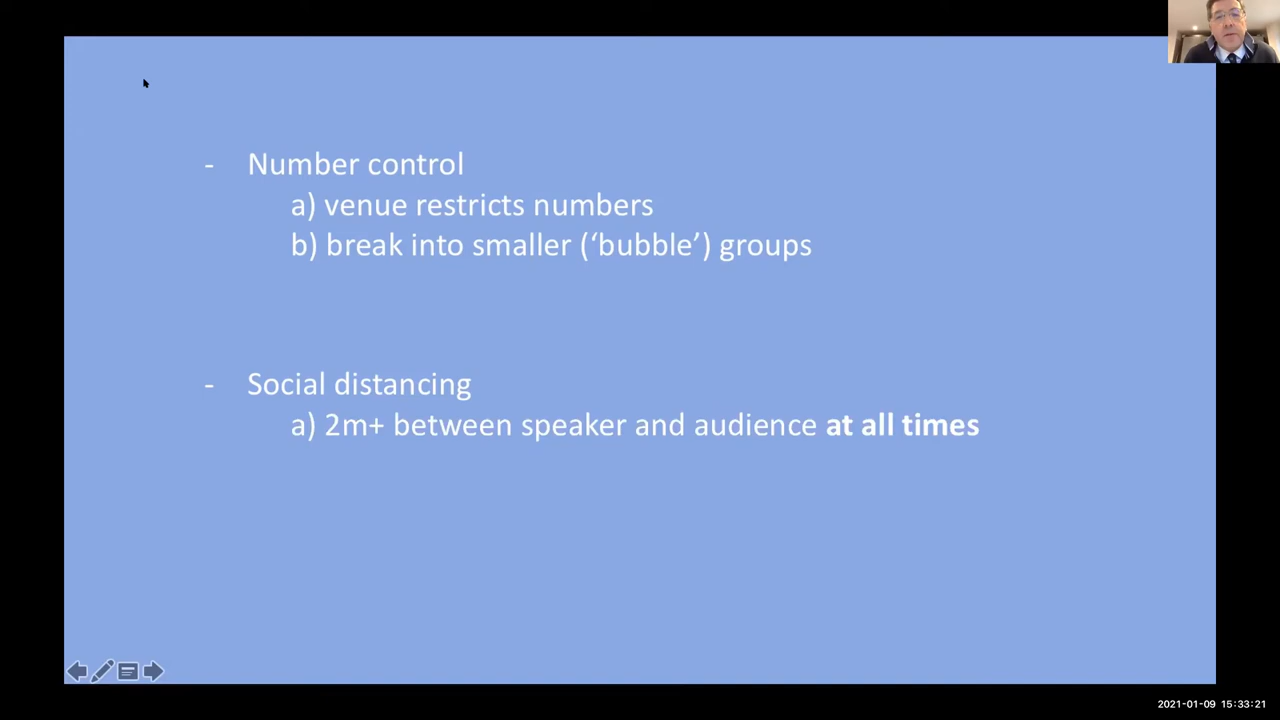 - Number control
a) venue restricts numbers
b) break into smaller (‘bubble’) groups
- Social distancing
a) 2m+ between speaker and audience at all times
2021-01-09 15:33:21